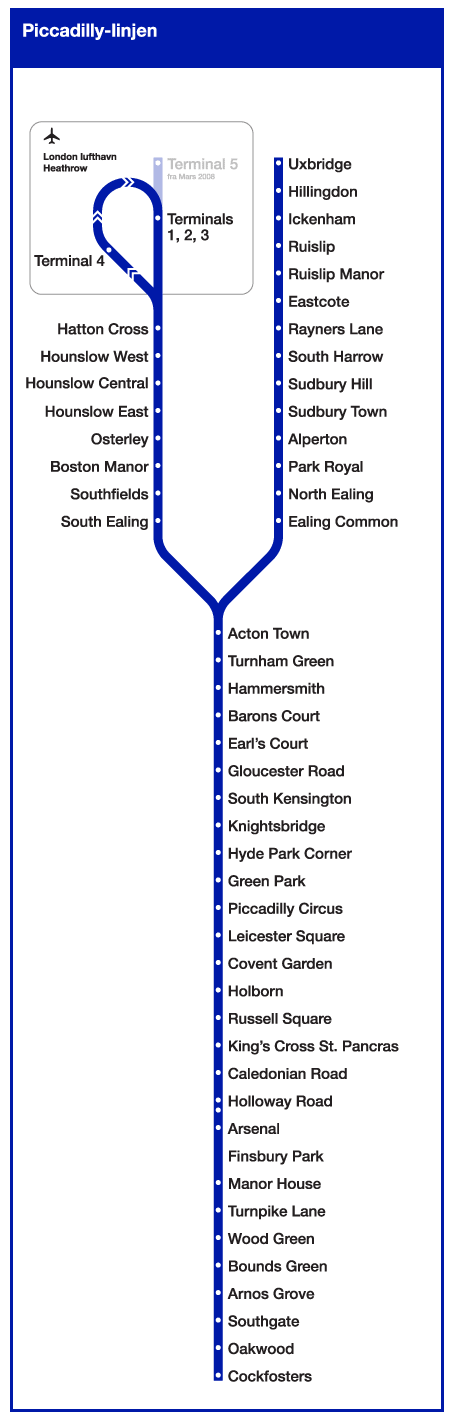 Piccadilly-linjen
London lufthavn
Heathrow
Terminal 5
fra Mars 2008
Terminals
1, 2, 3
Terminal 4
Hatton Cross
Hounslow West
Hounslow Central
Hounslow East
Osterley
Boston Manor
Southfields
South Ealing
Uxbridge
Hillingdon
Ickenham
Ruislip
Ruislip Manor
Eastcote
Rayners Lane
South Harrow
Sudbury Hill
Sudbury Town
Alperton
Park Royal
North Ealing
Ealing Common
Acton Town
Turnham Green
Hammersmith
Barons Court
Earl's Court
Gloucester Road
South Kensington
Knightsbridge
Hyde Park Corner
Green Park
Piccadilly Circus
Leicester Square
Covent Garden
Holborn
Russell Square
King's Cross St. Pancras
Caledonian Road
Holloway Road
Arsenal
Finsbury Park
Manor House
Turnpike Lane
Wood Green
Bounds Green
Arnos Grove
Southgate
Oakwood
Cockfosters